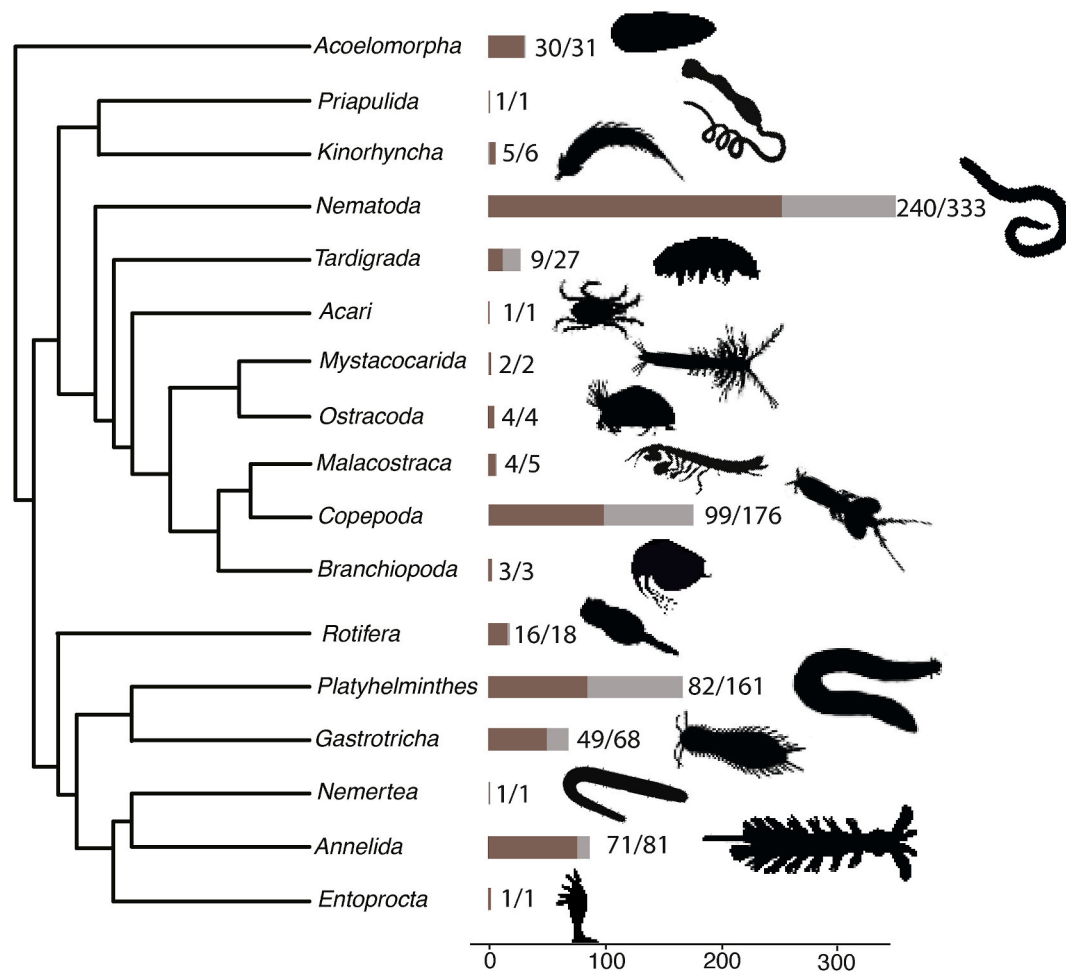 Acoelomorpha 30/31
Priapulida 1/1
Kinorhyncha 5/6
Nematoda 240/333
Tardigrada 9/27
Acari 1/1
Mystacocarida 2/2
Ostracoda 4/4
Malacostraca 4/5
Copepoda 99/176
Branchiopoda 3/3
Rotifera 16/18
Platyhelminthes 82/161
Gastrotricha 49/68
Nemertea 1/1
Annelida 71/81
Entoprocta 1/1
0 100 200 300